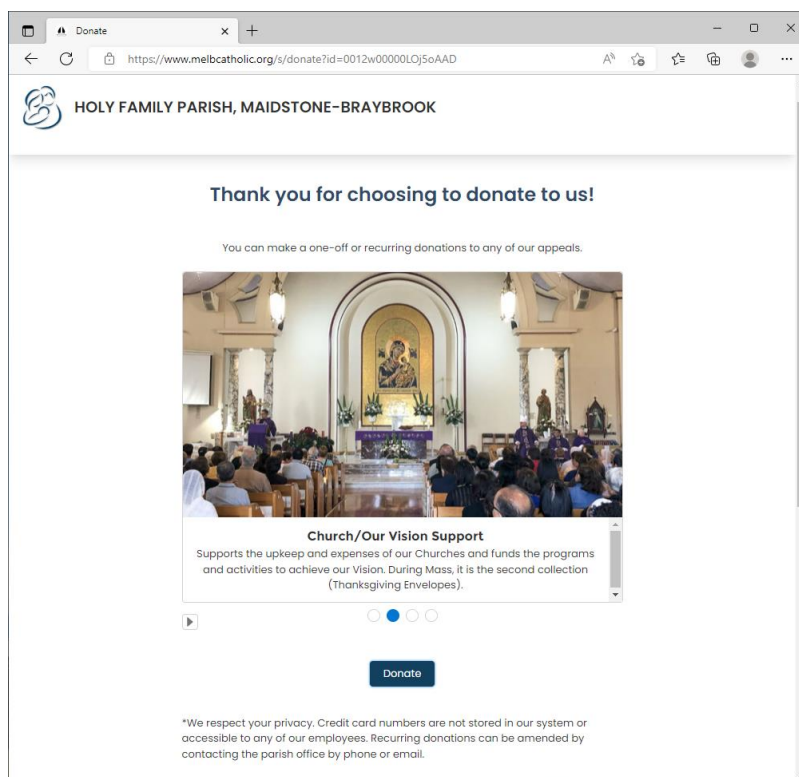 Donate
https://www.melbcatholic.org/s/donate?id=0012w00000LOj5oAAD
HOLY FAMILY PARISH, MAIDSTONE-BRAYBROOK
Thank you for choosing to donate to us!
You can make a one-off or recurring donations to any of our appeals.
Church/Our Vision Support
Supports the upkeep and expenses of our Churches and funds the programs
and activities to achieve our Vision. During Mass, it is the second collection
(Thanksgiving Envelopes).
Donate
*We respect your privacy. Credit card numbers are not stored in our system or
accessible to any of our employees. Recurring donations can be amended by
contacting the parish office by phone or email.